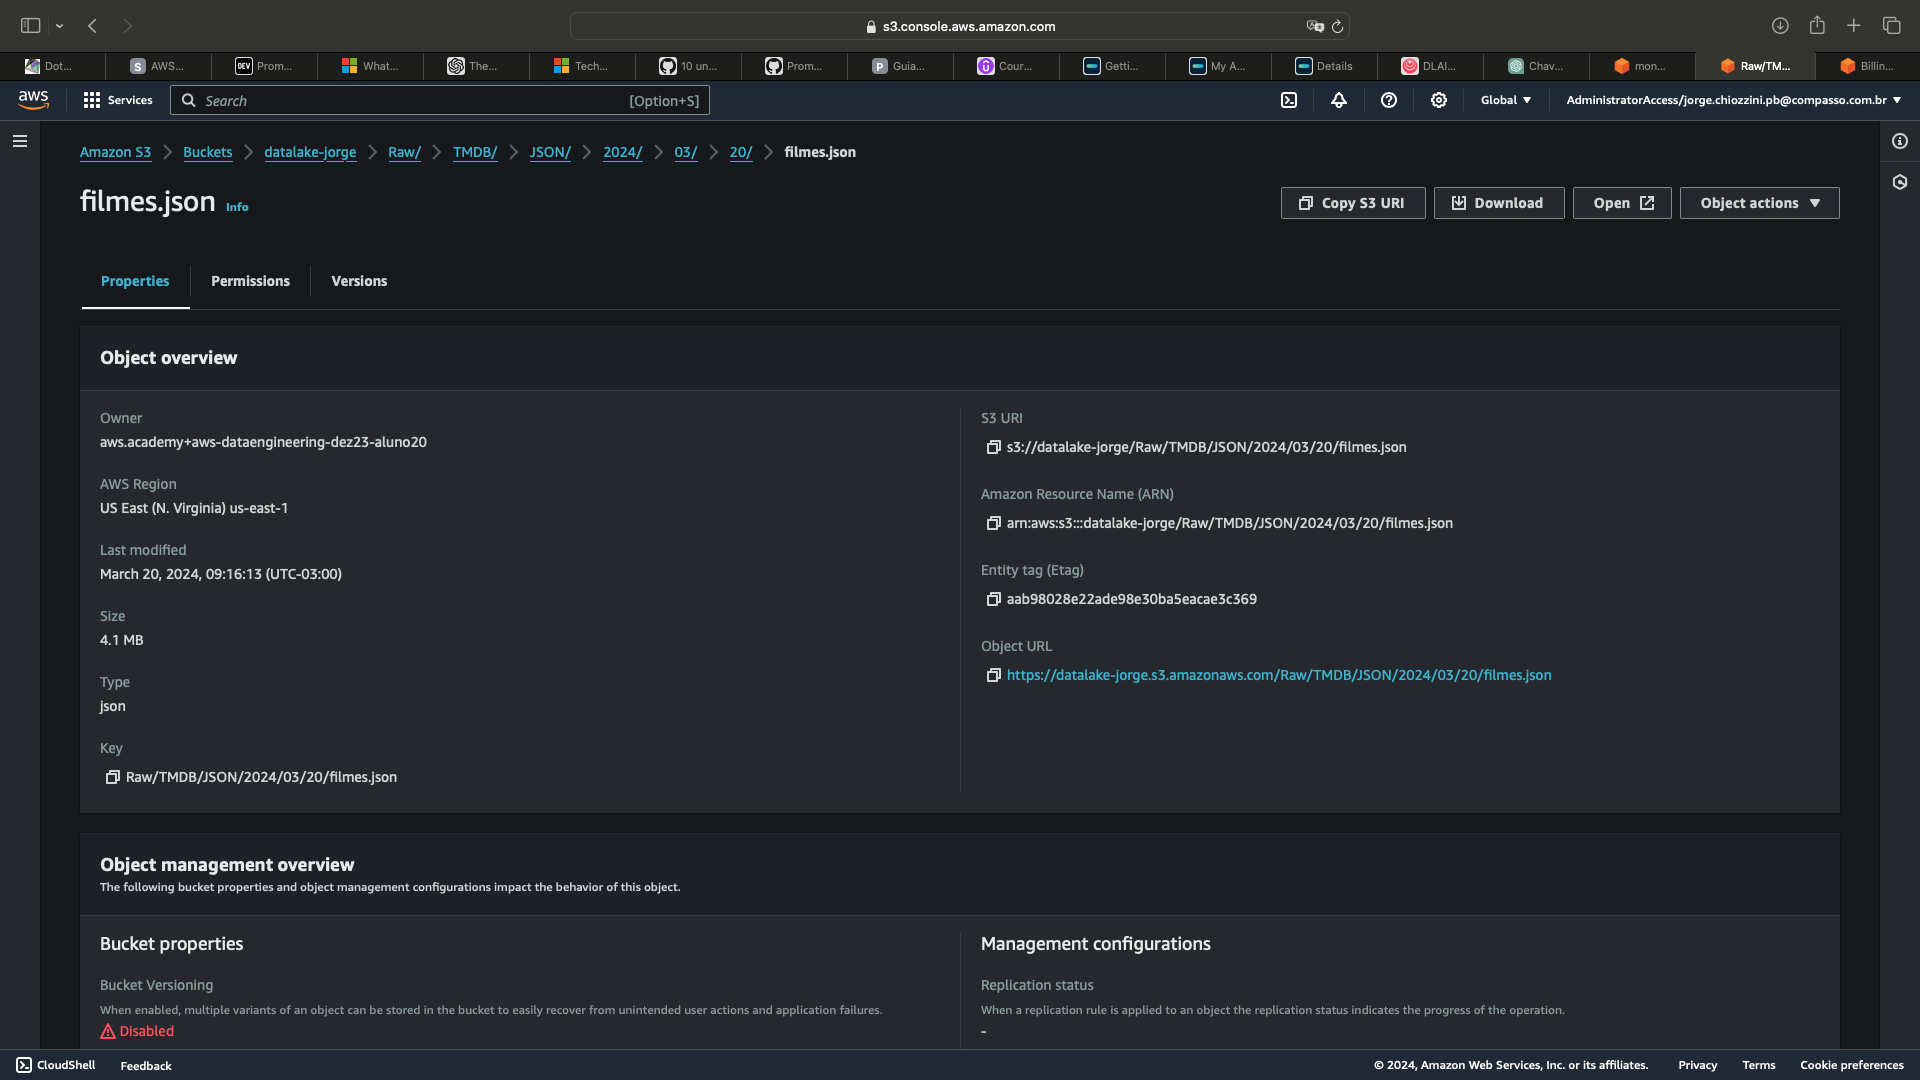 s3.console.aws.amazon.com
Dot... AWS... Prom... What... The... Tech... 10 un... Prom... Guia... Cour... Getti... My A... Details DLAI... Chav... mon... Raw/TM... Billin...
aws Services Search [Option+S] Global AdministratorAccess/jorge.chiozzini.pb@compasso.com.br
Amazon S3 Buckets datalake-jorge Raw/ TMDB/ JSON/ 2024/ 03/ 20/ filmes.json
filmes.json Info
Copy S3 URI Download Open Object actions
Properties Permissions Versions
Object overview
Owner
aws.academy+aws-dataengineering-dez23-aluno20
AWS Region
US East (N. Virginia) us-east-1
Last modified
March 20, 2024, 09:16:13 (UTC-03:00)
Size
4.1 MB
Type
json
Key
Raw/TMDB/JSON/2024/03/20/filmes.json
S3 URI
s3://datalake-jorge/Raw/TMDB/JSON/2024/03/20/filmes.json
Amazon Resource Name (ARN)
arn:aws:s3:::datalake-jorge/Raw/TMDB/JSON/2024/03/20/filmes.json
Entity tag (Etag)
aab98028e22ade98e30ba5eacae3c369
Object URL
https://datalake-jorge.s3.amazonaws.com/Raw/TMDB/JSON/2024/03/20/filmes.json
Object management overview
The following bucket properties and object management configurations impact the behavior of this object.
Bucket properties
Bucket Versioning
When enabled, multiple variants of an object can be stored in the bucket to easily recover from unintended user actions and application failures.
Disabled
Management configurations
Replication status
When a replication rule is applied to an object the replication status indicates the progress of the operation.
-
CloudShell Feedback © 2024, Amazon Web Services, Inc. or its affiliates. Privacy Terms Cookie preferences